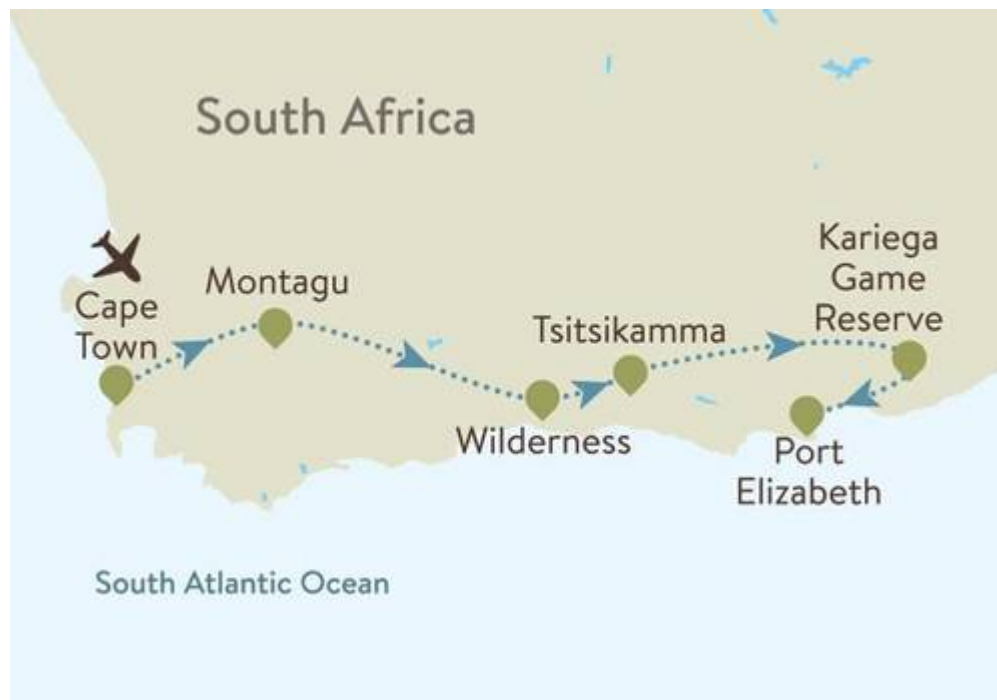 South Africa
Kariega
Game
Reserve
Montagu
Cape
Town
Tsitsikamma
Wilderness
Port
Elizabeth
South Atlantic Ocean